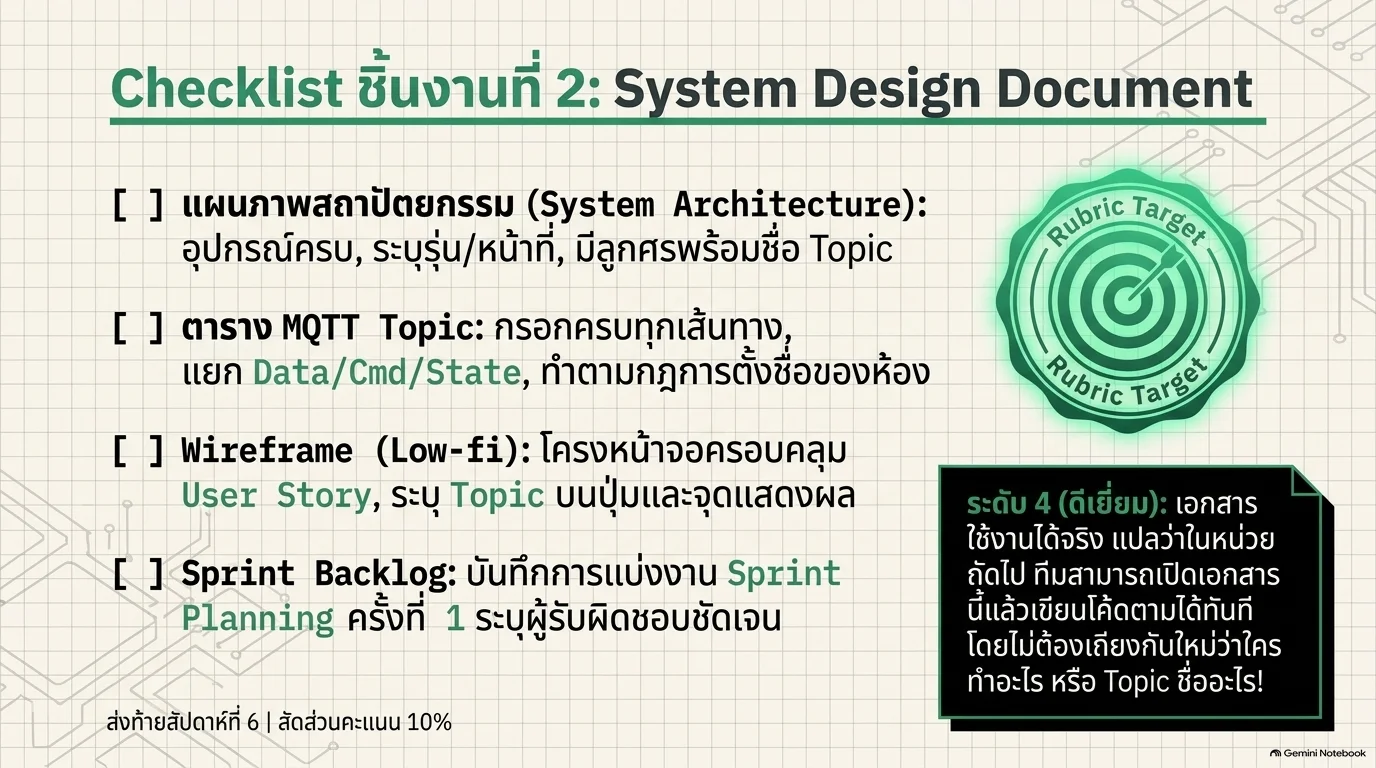 Checklist ชิ้นงานที่ 2: System Design Document
[ ] แผนภาพสถาปัตยกรรม (System Architecture):
อุปกรณ์ครบ, ระบุรุ่น/หน้าที่, มีลูกศรพร้อมชื่อ Topic
[ ] ตาราง MQTT Topic: กรอกครบทุกเส้นทาง,
แยก Data/Cmd/State, ทำตามกฎการตั้งชื่อของห้อง
[ ] Wireframe (Low-fi): โครงหน้าจอครอบคลุม
User Story, ระบุ Topic บนปุ่มและจุดแสดงผล
[ ] Sprint Backlog: บันทึกการแบ่งงาน Sprint
Planning ครั้งที่ 1 ระบุผู้รับผิดชอบชัดเจน
Rubric Target
Rubric Target
ระดับ 4 (ดีเยี่ยม): เอกสาร
ใช้งานได้จริง แปลว่าในหน่วย
ถัดไป ทีมสามารถเปิดเอกสาร
นี้แล้วเขียนโค้ดตามได้ทันที
โดยไม่ต้องเถียงกันใหม่ว่าใคร
ทำอะไร หรือ Topic ชื่ออะไร!
ส่งท้ายสัปดาห์ที่ 6 | สัดส่วนคะแนน 10%
Gemini Notebook